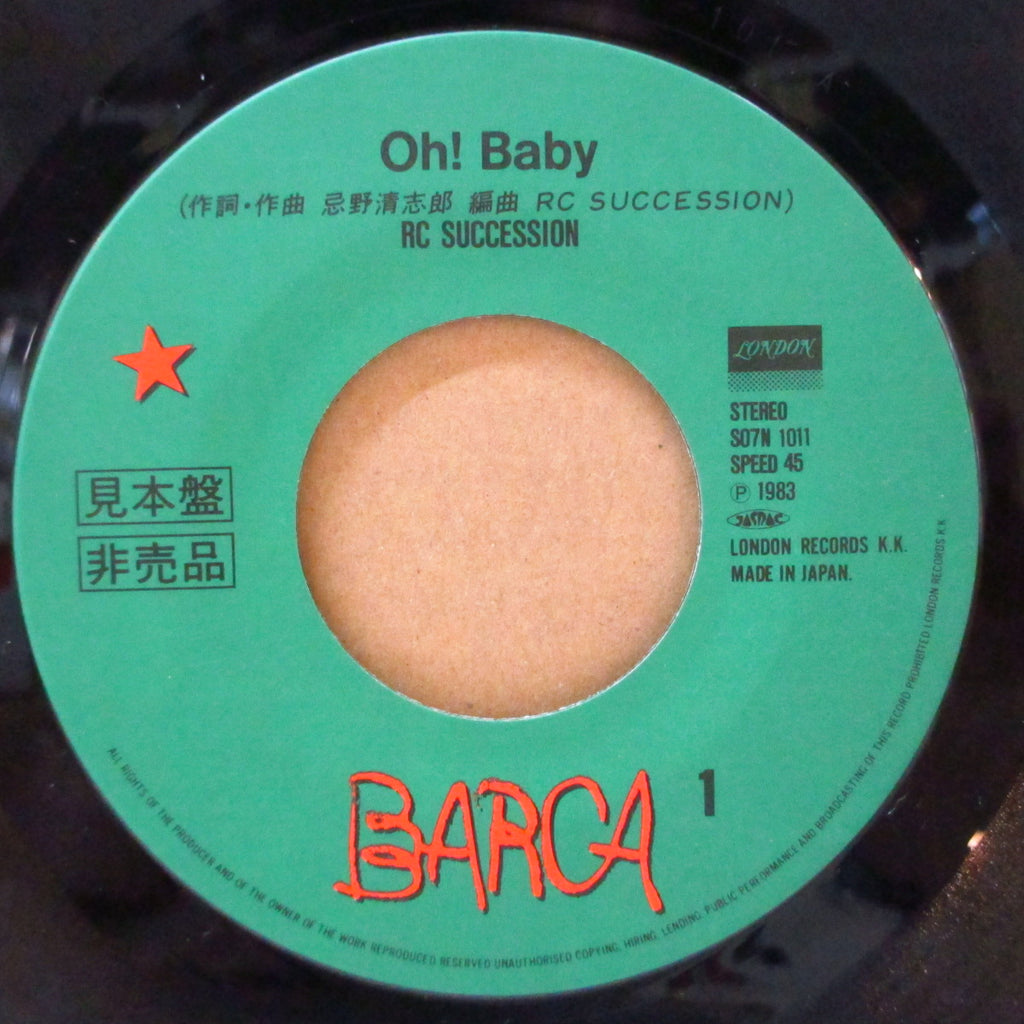 Oh! Baby
(作詞・作曲 忌野清志郎 編曲 RC SUCCESSION)
RC SUCCESSION
LONDON
STEREO
S07N 1011
SPEED 45
Ⓟ 1983
JASRAC
LONDON RECORDS K.K.
MADE IN JAPAN.
見本盤
非売品
BARCA
1
ALL RIGHTS OF THE PRODUCER AND OF THE OWNER OF THE WORK REPRODUCED RESERVED UNAUTHORISED COPYING, HIRING, LENDING, PUBLIC PERFORMANCE AND BROADCASTING OF THIS RECORD PROHIBITED LONDON RECORDS K.K.